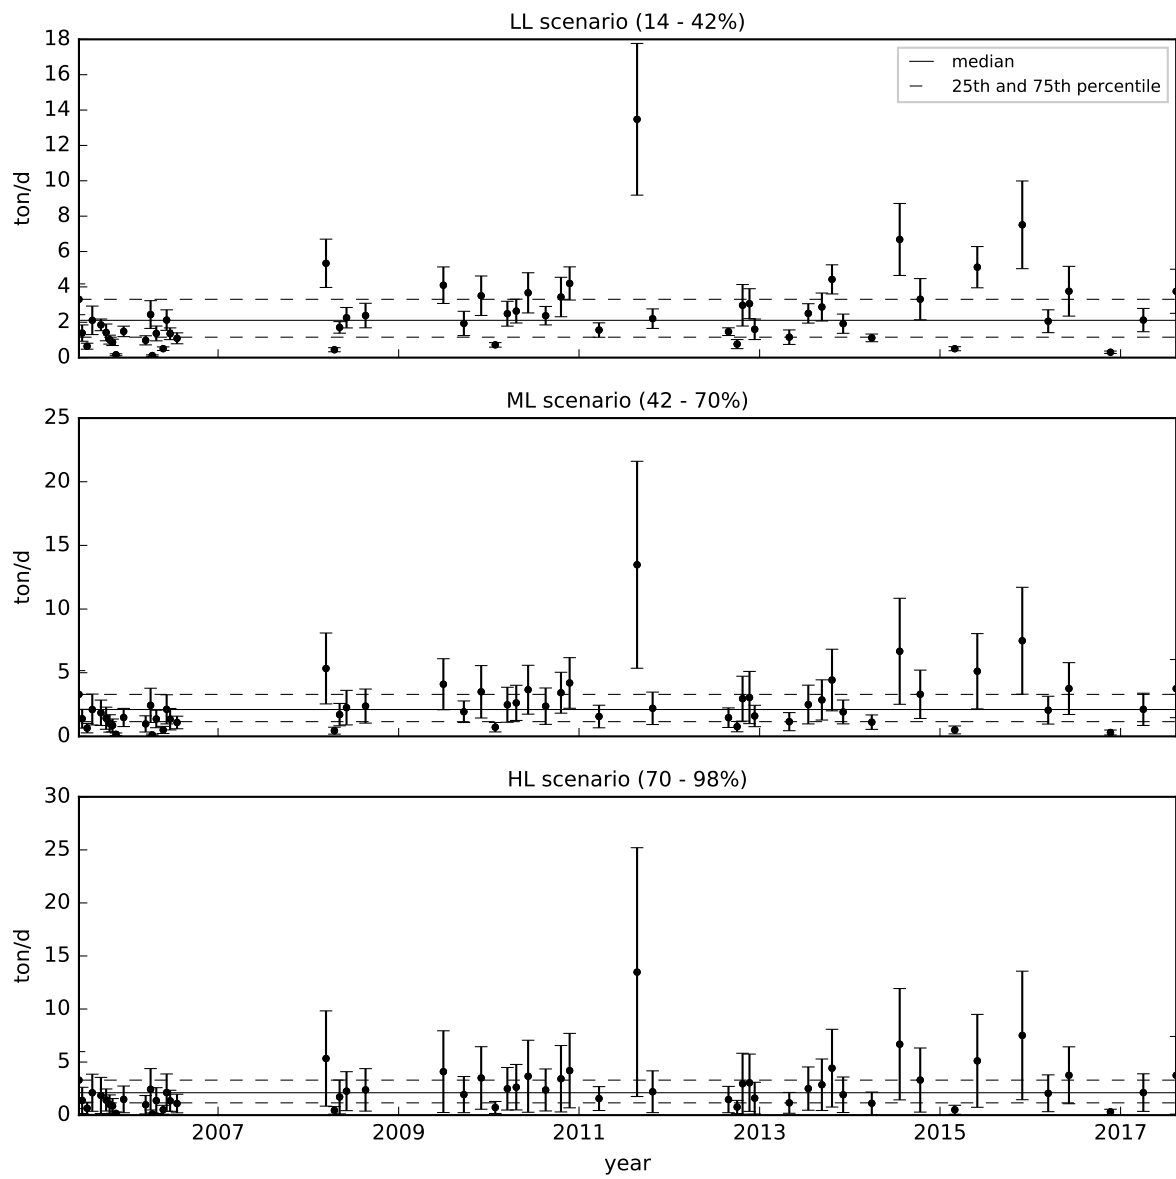 LL scenario (14 - 42%)
18
16
14
12
10
8
6
4
2
0
ton/d
median
25th and 75th percentile
ML scenario (42 - 70%)
25
20
15
10
5
0
ton/d
HL scenario (70 - 98%)
30
25
20
15
10
5
0
ton/d
2007 2009 2011 2013 2015 2017
year